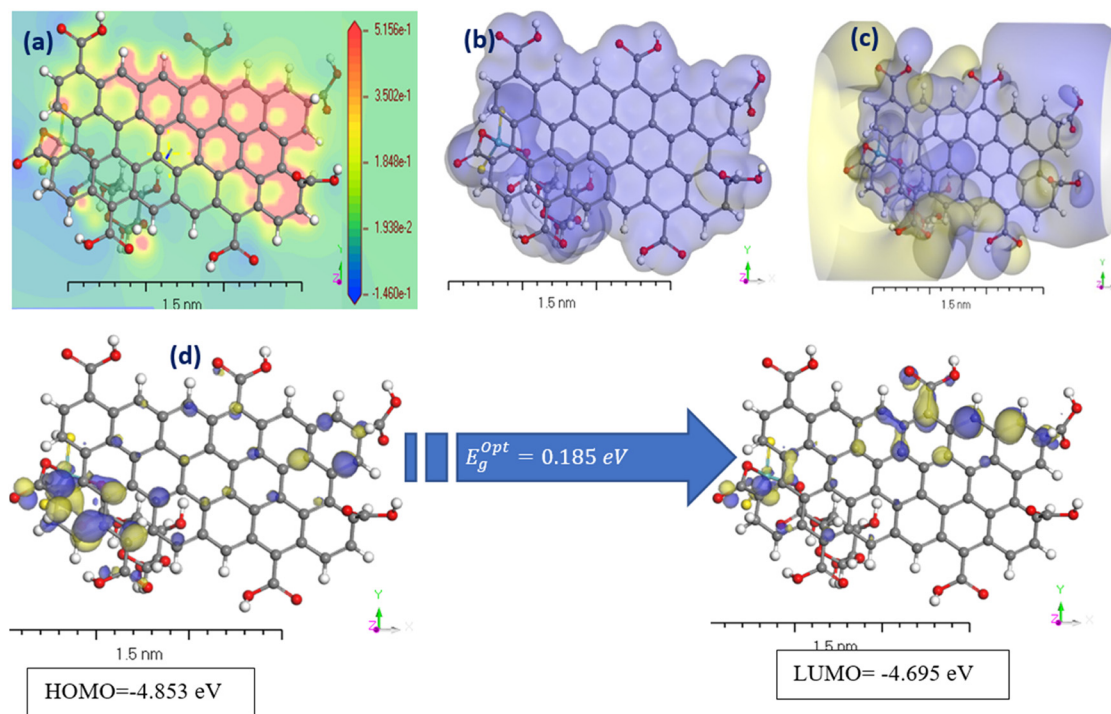 (a)
5.156e-1
3.502e-1
1.848e-1
1.938e-2
-1.460e-1
Y
Z
1.5 nm
(b)
Y
Z X
1.5 nm
(c)
Y
Z X
1.5 nm
(d)
E_g^{Opt} = 0.185 eV
Y
Z X
1.5 nm
HOMO=-4.853 eV
Y
Z X
1.5 nm
LUMO= -4.695 eV